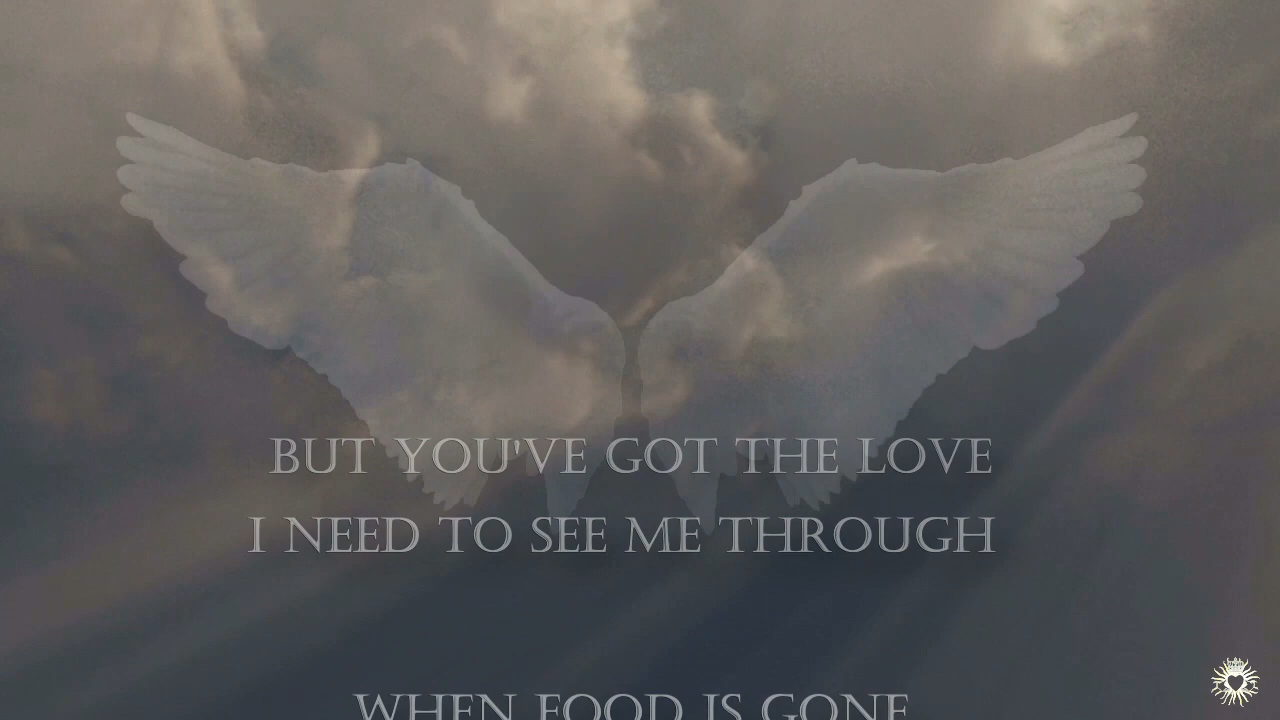 BUT YOU'VE GOT THE LOVE
I NEED TO SEE ME THROUGH
WHEN FOOD IS GONE